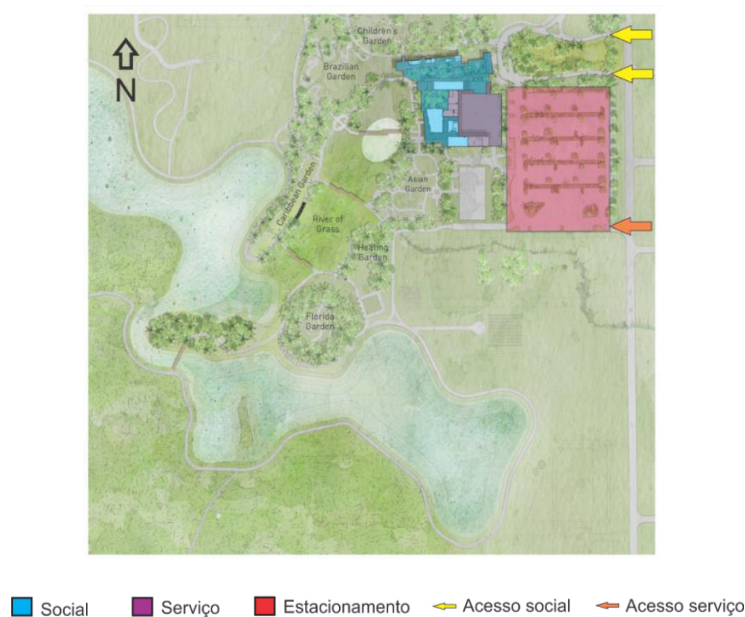 Children's
Garden
Brazilian
Garden
N
Asian
Garden
Caribbean Garden
River of
Grass
Healing
Garden
Florida
Garden
Social
Serviço
Estacionamento
Acesso social
Acesso serviço